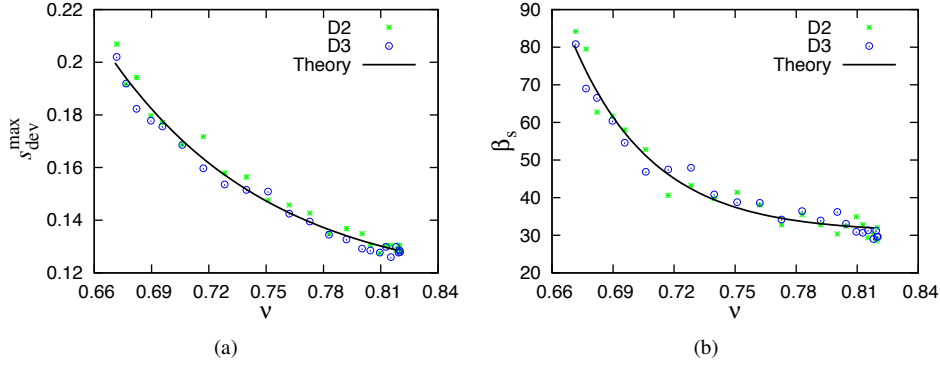 0.22
0.2
0.18
0.16
0.14
0.12
s_dev^max
D2
D3
Theory
0.66 0.69 0.72 0.75 0.78 0.81 0.84
ν
(a)
90
80
70
60
50
40
30
20
β_s
D2
D3
Theory
0.66 0.69 0.72 0.75 0.78 0.81 0.84
ν
(b)